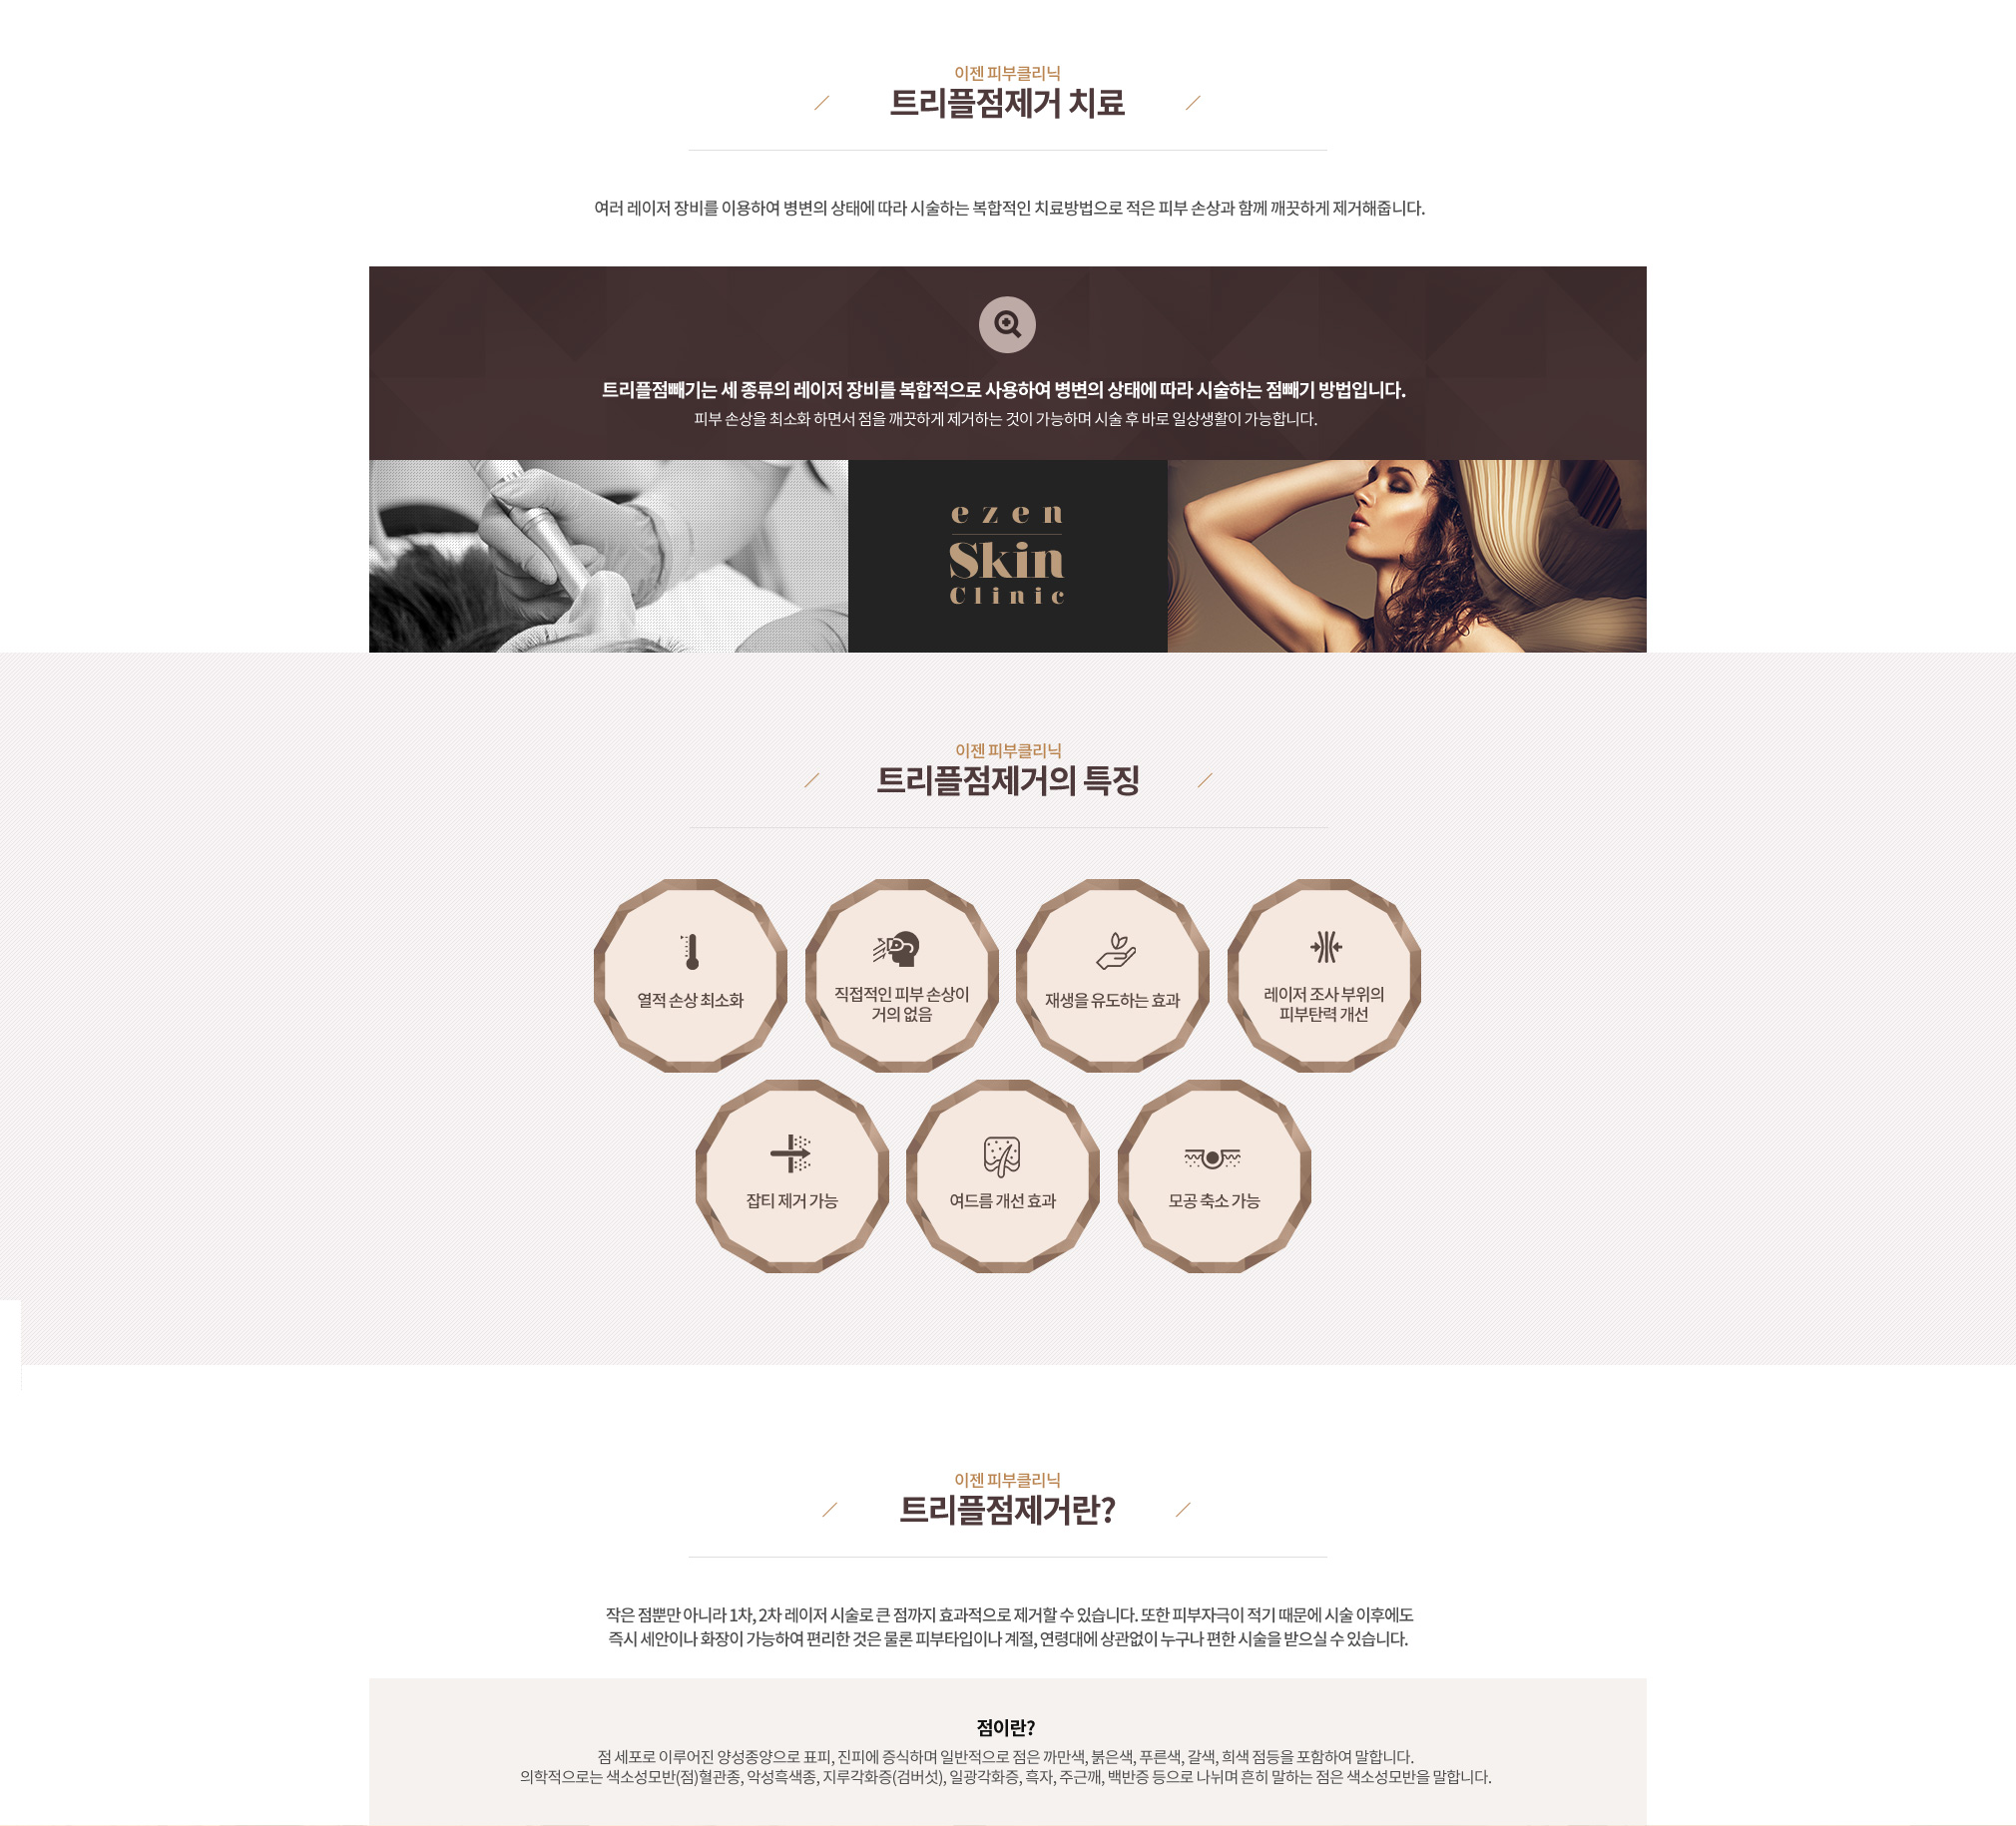 이젠 피부클리닉
트리플점제거 치료
여러 레이저 장비를 이용하여 병변의 상태에 따라 시술하는 복합적인 치료방법으로 적은 피부 손상과 함께 깨끗하게 제거해줍니다.
트리플점빼기는 세 종류의 레이저 장비를 복합적으로 사용하여 병변의 상태에 따라 시술하는 점빼기 방법입니다.
피부 손상을 최소화 하면서 점을 깨끗하게 제거하는 것이 가능하며 시술 후 바로 일상생활이 가능합니다.
ezen
Skin
Clinic
이젠 피부클리닉
트리플점제거의 특징
열적 손상 최소화
직접적인 피부 손상이
거의 없음
재생을 유도하는 효과
레이저 조사 부위의
피부탄력 개선
잡티 제거 가능
여드름 개선 효과
모공 축소 가능
이젠 피부클리닉
트리플점제거란?
작은 점뿐만 아니라 1차, 2차 레이저 시술로 큰 점까지 효과적으로 제거할 수 있습니다. 또한 피부자극이 적기 때문에 시술 이후에도
즉시 세안이나 화장이 가능하여 편리한 것은 물론 피부타입이나 계절, 연령대에 상관없이 누구나 편한 시술을 받으실 수 있습니다.
점이란?
점 세포로 이루어진 양성종양으로 표피, 진피에 증식하며 일반적으로 점은 까만색, 붉은색, 푸른색, 갈색, 희색 점등을 포함하여 말합니다.
의학적으로는 색소성모반(점)혈관종, 악성흑색종, 지루각화증(검버섯), 일광각화증, 흑자, 주근깨, 백반증 등으로 나뉘며 흔히 말하는 점은 색소성모반을 말합니다.